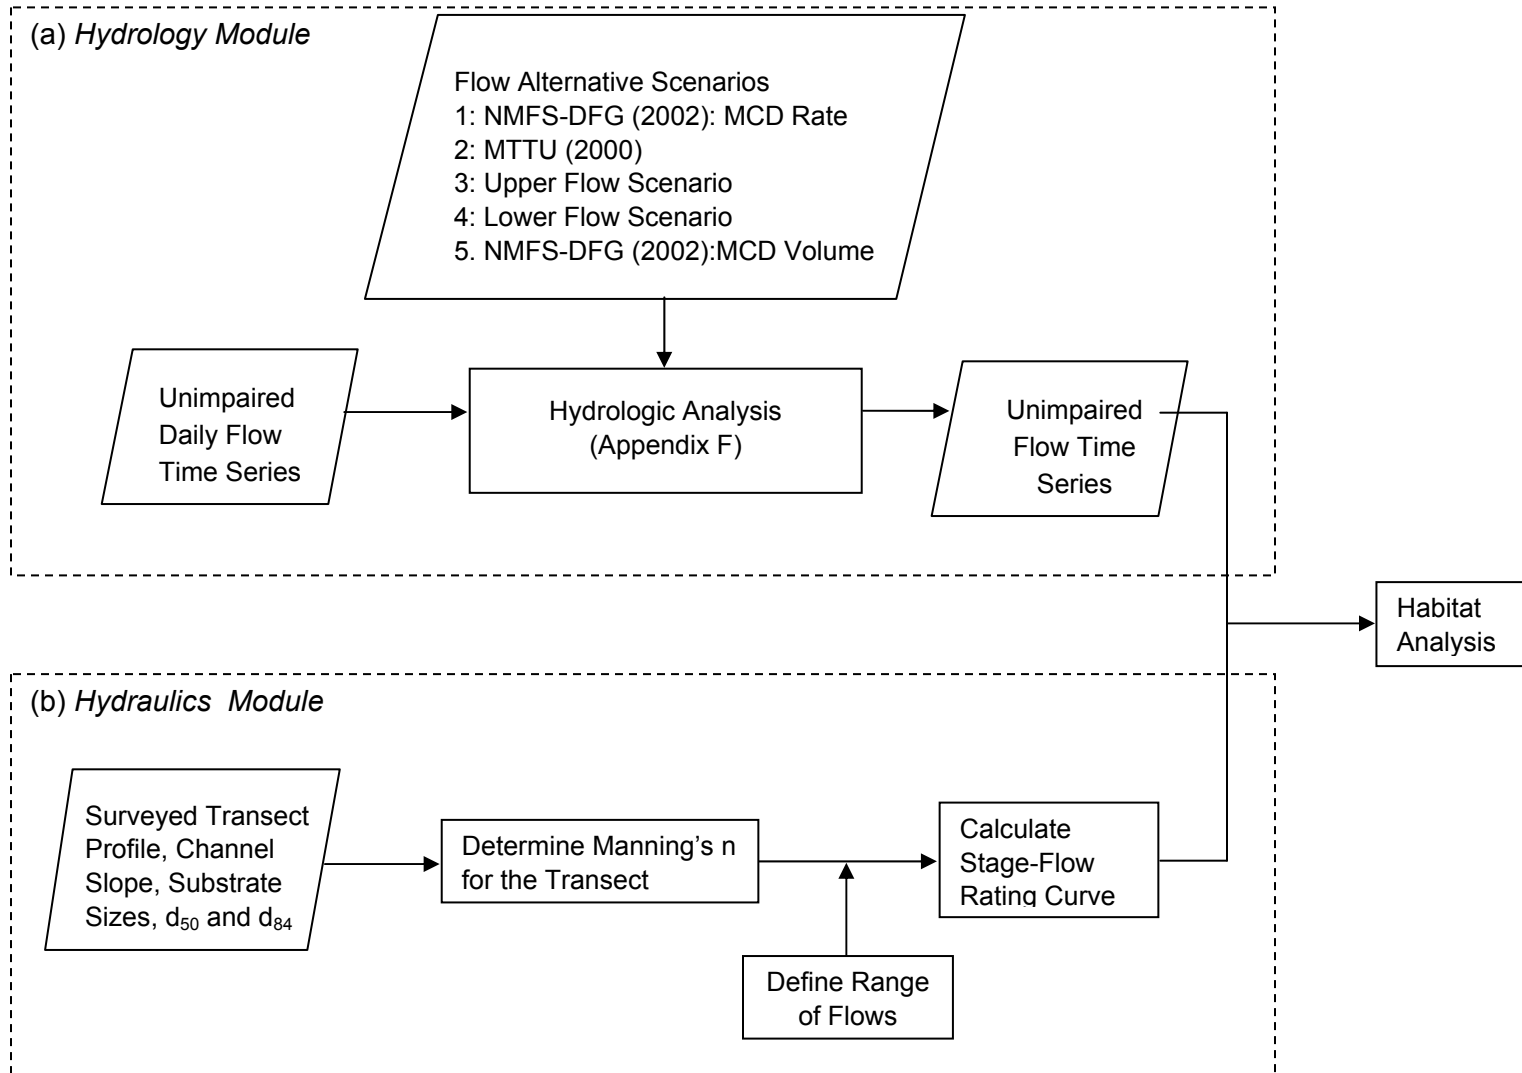 (a) Hydrology Module
Flow Alternative Scenarios
1: NMFS-DFG (2002): MCD Rate
2: MTTU (2000)
3: Upper Flow Scenario
4: Lower Flow Scenario
5. NMFS-DFG (2002):MCD Volume
Unimpaired
Daily Flow
Time Series
Hydrologic Analysis
(Appendix F)
Unimpaired
Flow Time
Series
Habitat
Analysis
(b) Hydraulics Module
Surveyed Transect
Profile, Channel
Slope, Substrate
Sizes, d50 and d84
Determine Manning’s n
for the Transect
Calculate
Stage-Flow
Rating Curve
Define Range
of Flows